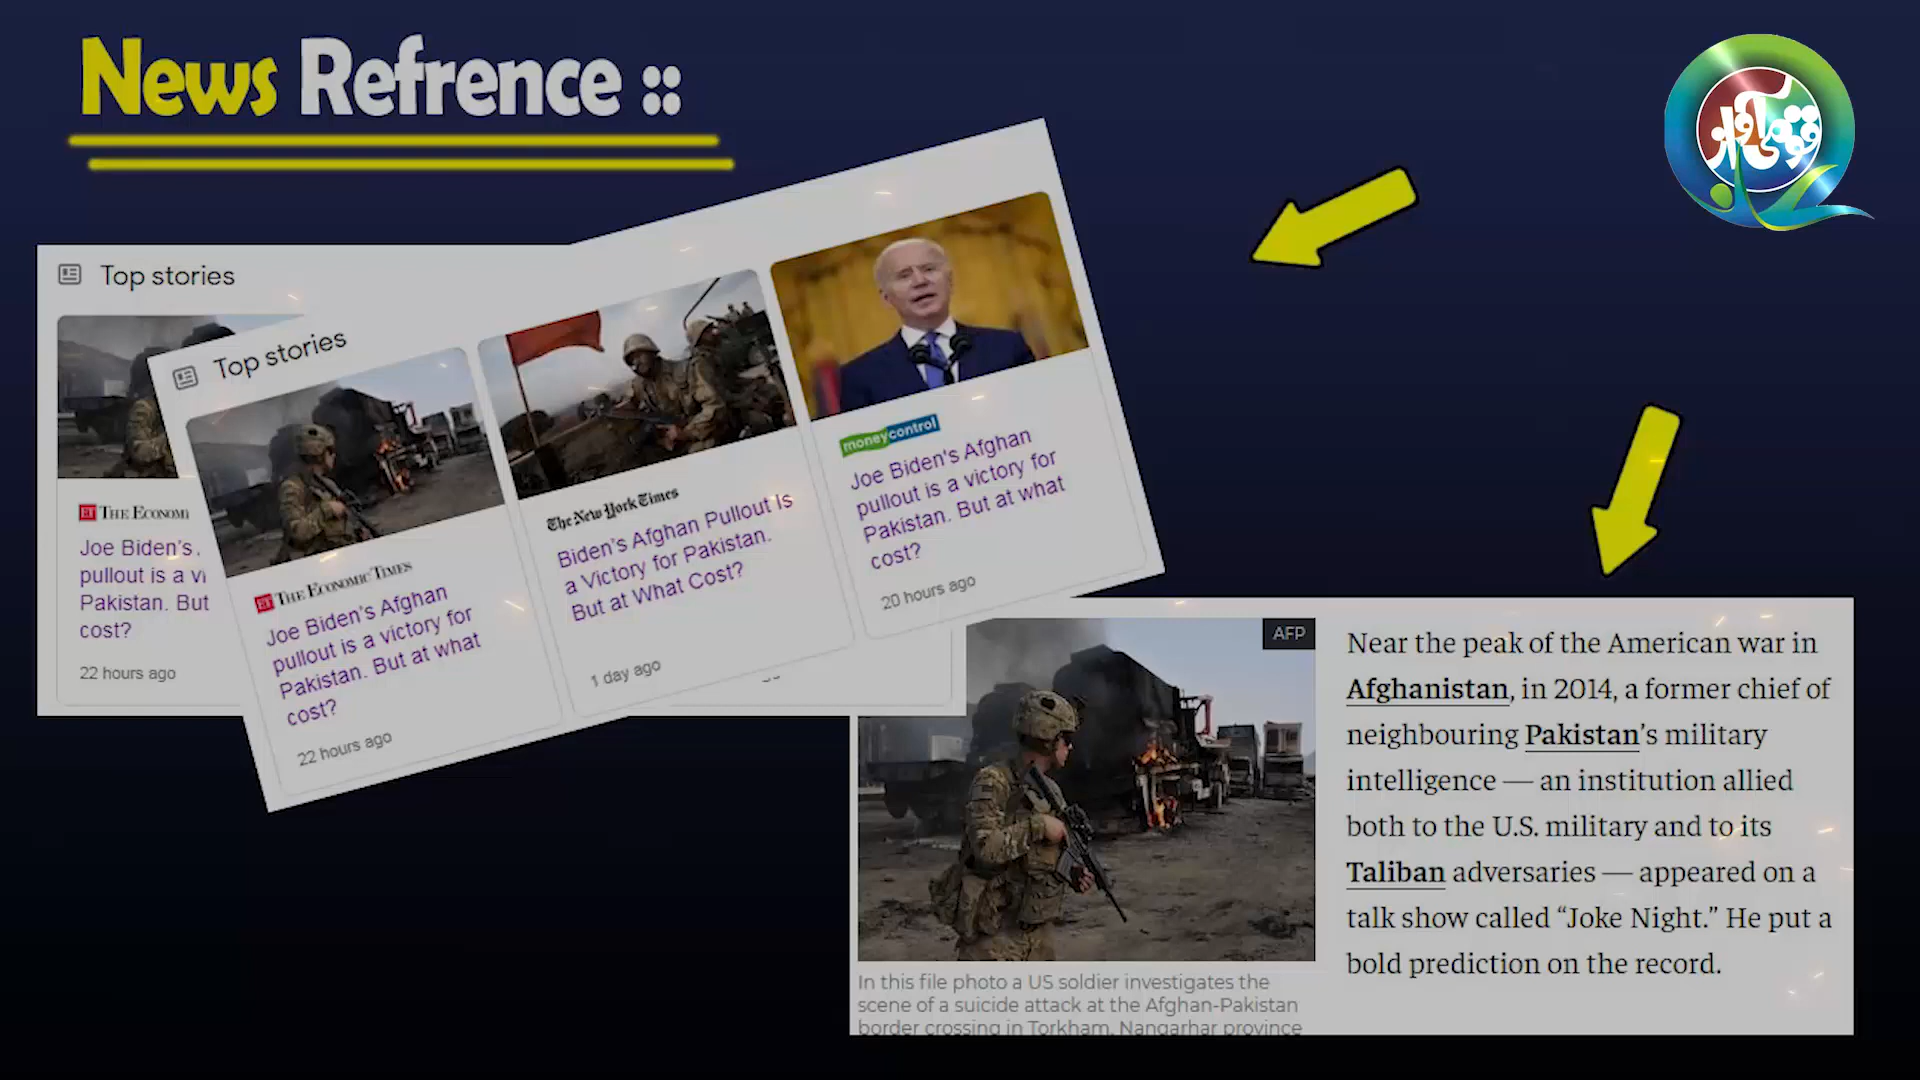 News Refrence ::
قومی آواز
Top stories
ET THE ECONOMI
Joe Biden's
pullout is a vi
Pakistan. But
cost?
22 hours ago
Top stories
ET THE ECONOMIC TIMES
Joe Biden's Afghan
pullout is a victory for
Pakistan. But at what
cost?
22 hours ago
The New York Times
Biden's Afghan Pullout Is
a Victory for Pakistan.
But at What Cost?
1 day ago
moneycontrol
Joe Biden's Afghan
pullout is a victory for
Pakistan. But at what
cost?
20 hours ago
AFP
In this file photo a US soldier investigates the
scene of a suicide attack at the Afghan-Pakistan
border crossing in Torkham, Nangarhar province
Near the peak of the American war in
Afghanistan, in 2014, a former chief of
neighbouring Pakistan's military
intelligence — an institution allied
both to the U.S. military and to its
Taliban adversaries — appeared on a
talk show called “Joke Night.” He put a
bold prediction on the record.